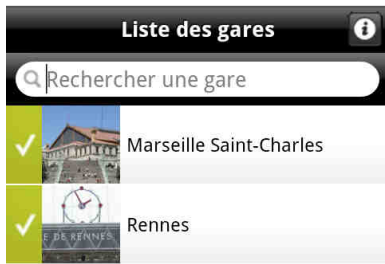 Liste des gares
Rechercher une gare
Marseille Saint-Charles
E DE RENNES
Rennes